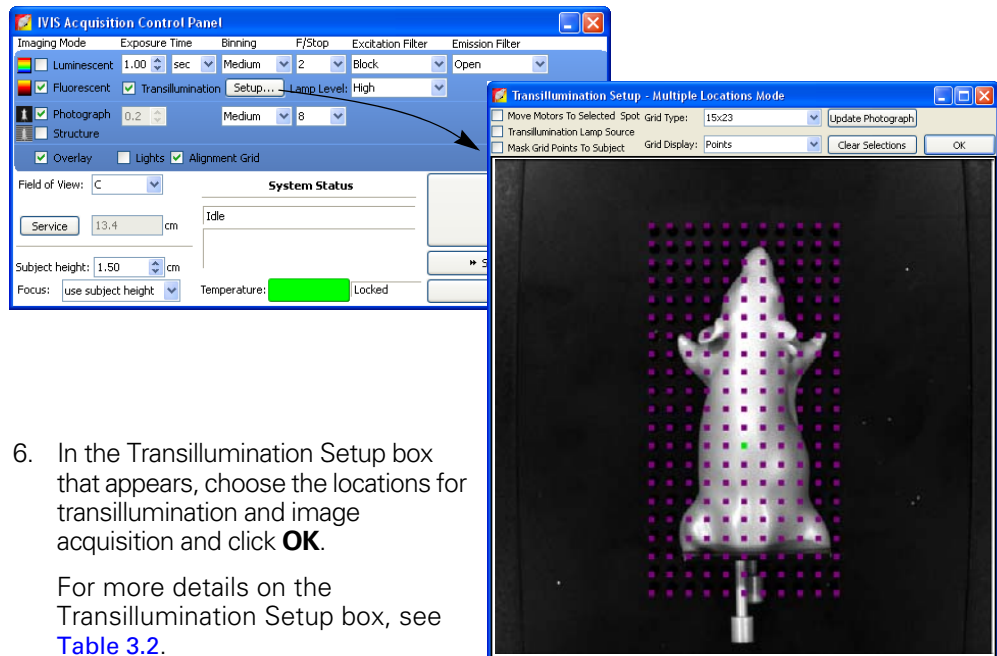 IVIS Acquisition Control Panel
Imaging Mode Exposure Time Binning F/Stop Excitation Filter Emission Filter
Luminescent 1.00 sec Medium 2 Block Open
Fluorescent Transillumination Setup... Lamp Level: High
Photograph 0.2 Medium 8
Structure
Overlay Lights Alignment Grid
Field of View: C System Status
Service 13.4 cm Idle
Subject height: 1.50 cm
Focus: use subject height Temperature: Locked
Transillumination Setup - Multiple Locations Mode
Move Motors To Selected Spot Grid Type: 15x23 Update Photograph
Transillumination Lamp Source
Mask Grid Points To Subject Grid Display: Points Clear Selections OK
6. In the Transillumination Setup box
that appears, choose the locations for
transillumination and image
acquisition and click OK.
For more details on the
Transillumination Setup box, see
Table 3.2.